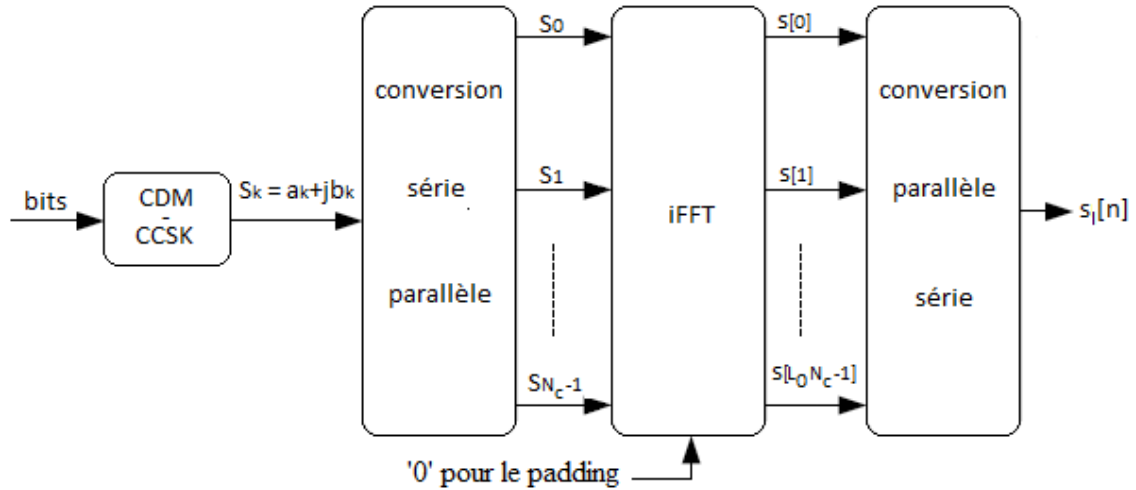 bits
CDM
-
CCSK
Sk = ak+jbk
conversion
série
parallèle
S0
S1
SNc-1
iFFT
'0' pour le padding
s[0]
s[1]
s[L0Nc-1]
conversion
parallèle
série
sl[n]